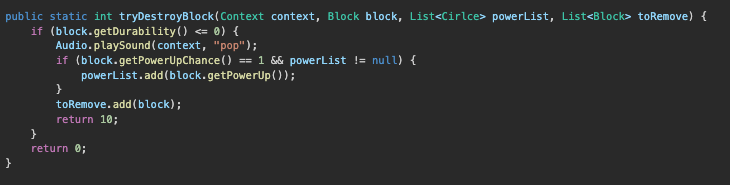 public static int tryDestroyBlock(Context context, Block block, List<Cirlce> powerList, List<Block> toRemove) {
    if (block.getDurability() <= 0) {
        Audio.playSound(context, "pop");
        if (block.getPowerUpChance() == 1 && powerList != null) {
            powerList.add(block.getPowerUp());
        }
        toRemove.add(block);
        return 10;
    }
    return 0;
}